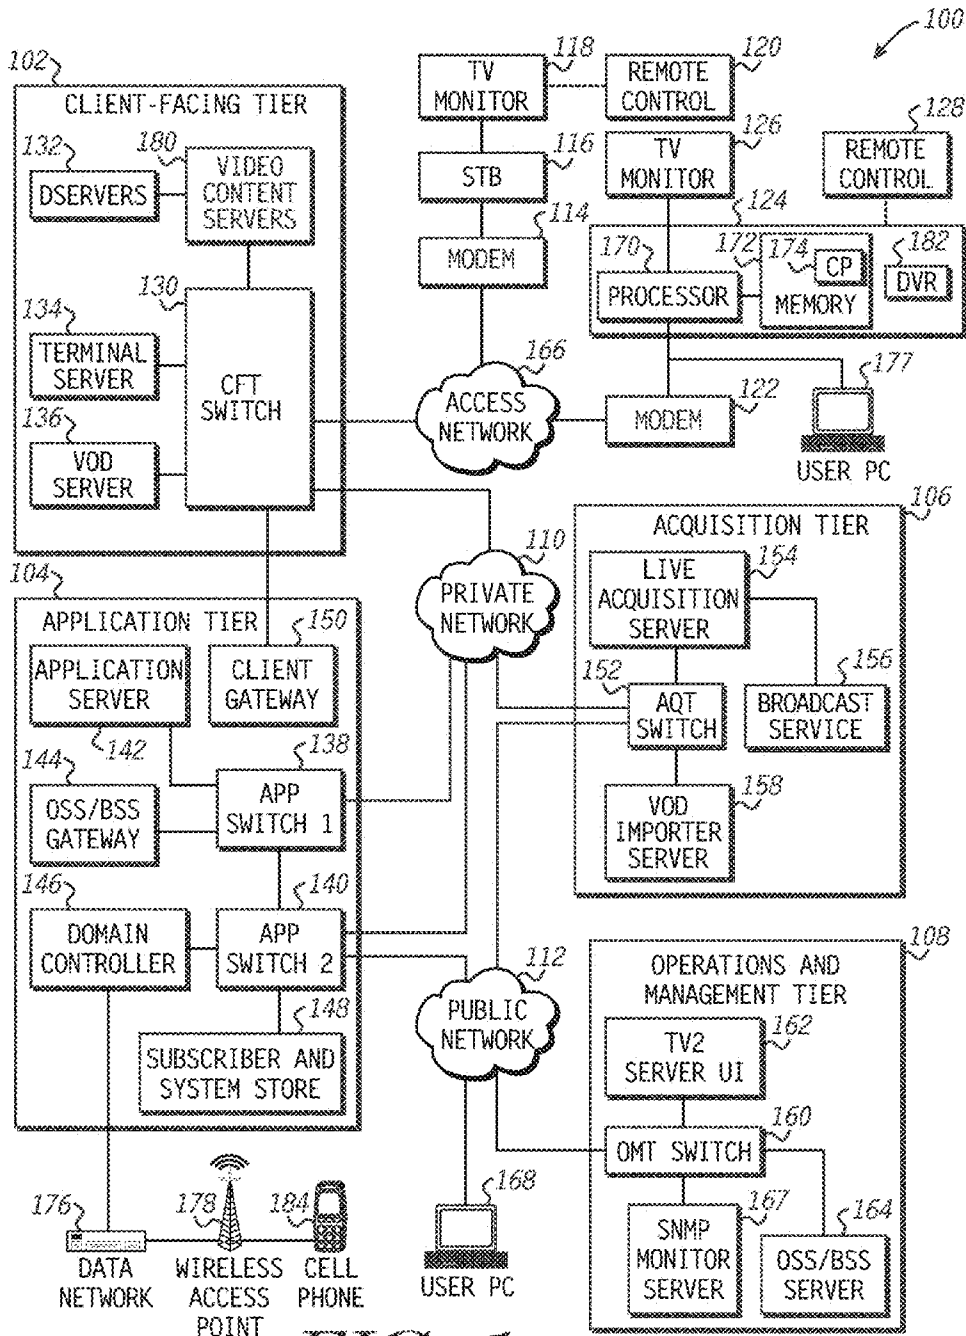 100
102
CLIENT-FACING TIER
132
DSERVERS
180
VIDEO
CONTENT
SERVERS
130
CFT
SWITCH
134
TERMINAL
SERVER
136
VOD
SERVER
118
TV
MONITOR
120
REMOTE
CONTROL
116
STB
114
MODEM
126
TV
MONITOR
128
REMOTE
CONTROL
124
170
PROCESSOR
172
174
CP
MEMORY
182
DVR
166
ACCESS
NETWORK
122
MODEM
177
USER PC
110
PRIVATE
NETWORK
106
ACQUISITION TIER
154
LIVE
ACQUISITION
SERVER
152
AQT
SWITCH
156
BROADCAST
SERVICE
158
VOD
IMPORTER
SERVER
104
APPLICATION TIER
150
APPLICATION
SERVER
142
CLIENT
GATEWAY
138
APP
SWITCH 1
144
OSS/BSS
GATEWAY
146
DOMAIN
CONTROLLER
140
APP
SWITCH 2
148
SUBSCRIBER AND
SYSTEM STORE
112
PUBLIC
NETWORK
108
OPERATIONS AND
MANAGEMENT TIER
162
TV2
SERVER UI
160
OMT SWITCH
167
SNMP
MONITOR
SERVER
164
OSS/BSS
SERVER
176
DATA
NETWORK
178
WIRELESS
ACCESS
POINT
184
CELL
PHONE
168
USER PC